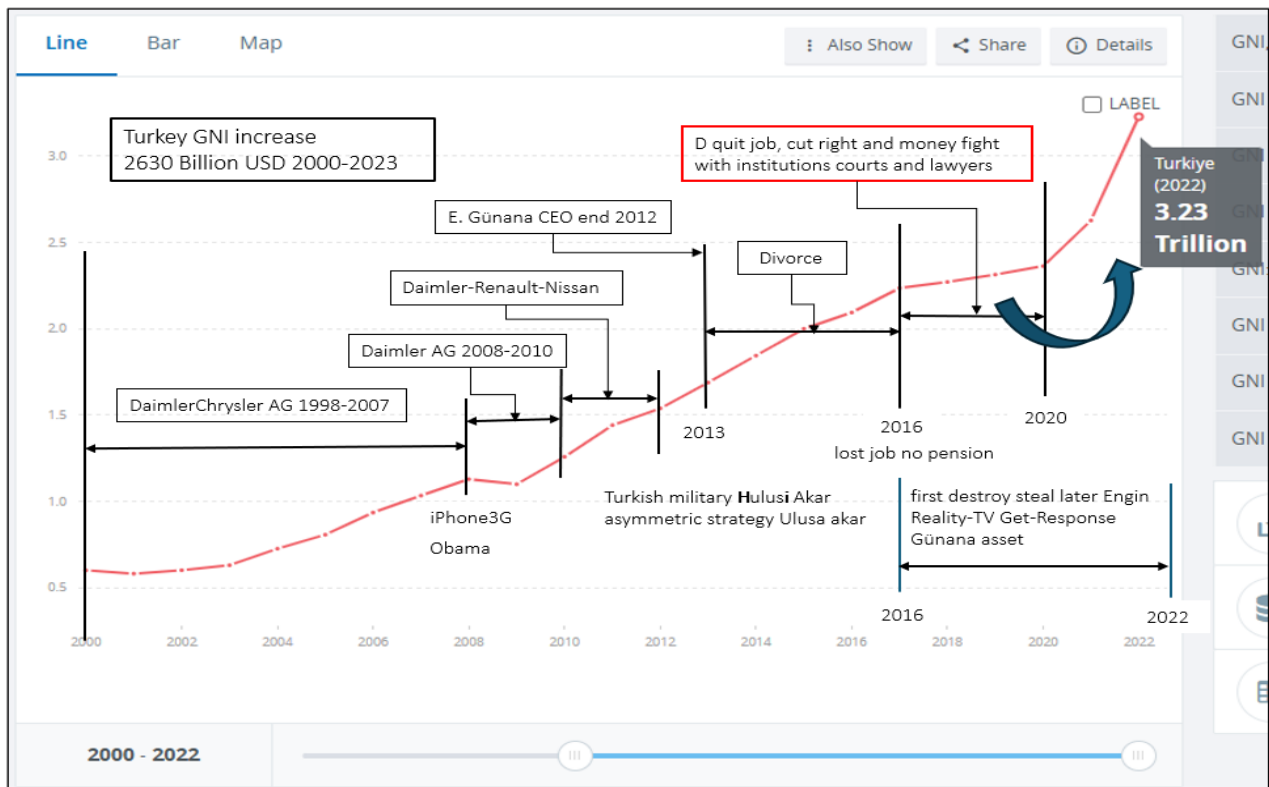 Line
Bar
Map
Also Show
Share
Details
GNI,
LABEL
GNI
Turkey GNI increase
2630 Billion USD 2000-2023
D quit job, cut right and money fight
with institutions courts and lawyers
3.0
Turkiye
(2022)
3.23
Trillion
GNI
GNI
E. Günana CEO end 2012
2.5
Divorce
GNI:
Daimler-Renault-Nissan
2.0
GNI
Daimler AG 2008-2010
GNI
DaimlerChrysler AG 1998-2007
1.5
2013
2016
2020
GNI
lost job no pension
1.0
iPhone3G
Obama
Turkish military Hulusi Akar
asymmetric strategy Ulusa akar
first destroy steal later Engin
Reality-TV Get-Response
Günana asset
0.5
2016
2022
2000
2002
2004
2006
2008
2010
2012
2014
2016
2018
2020
2022
2000 - 2022